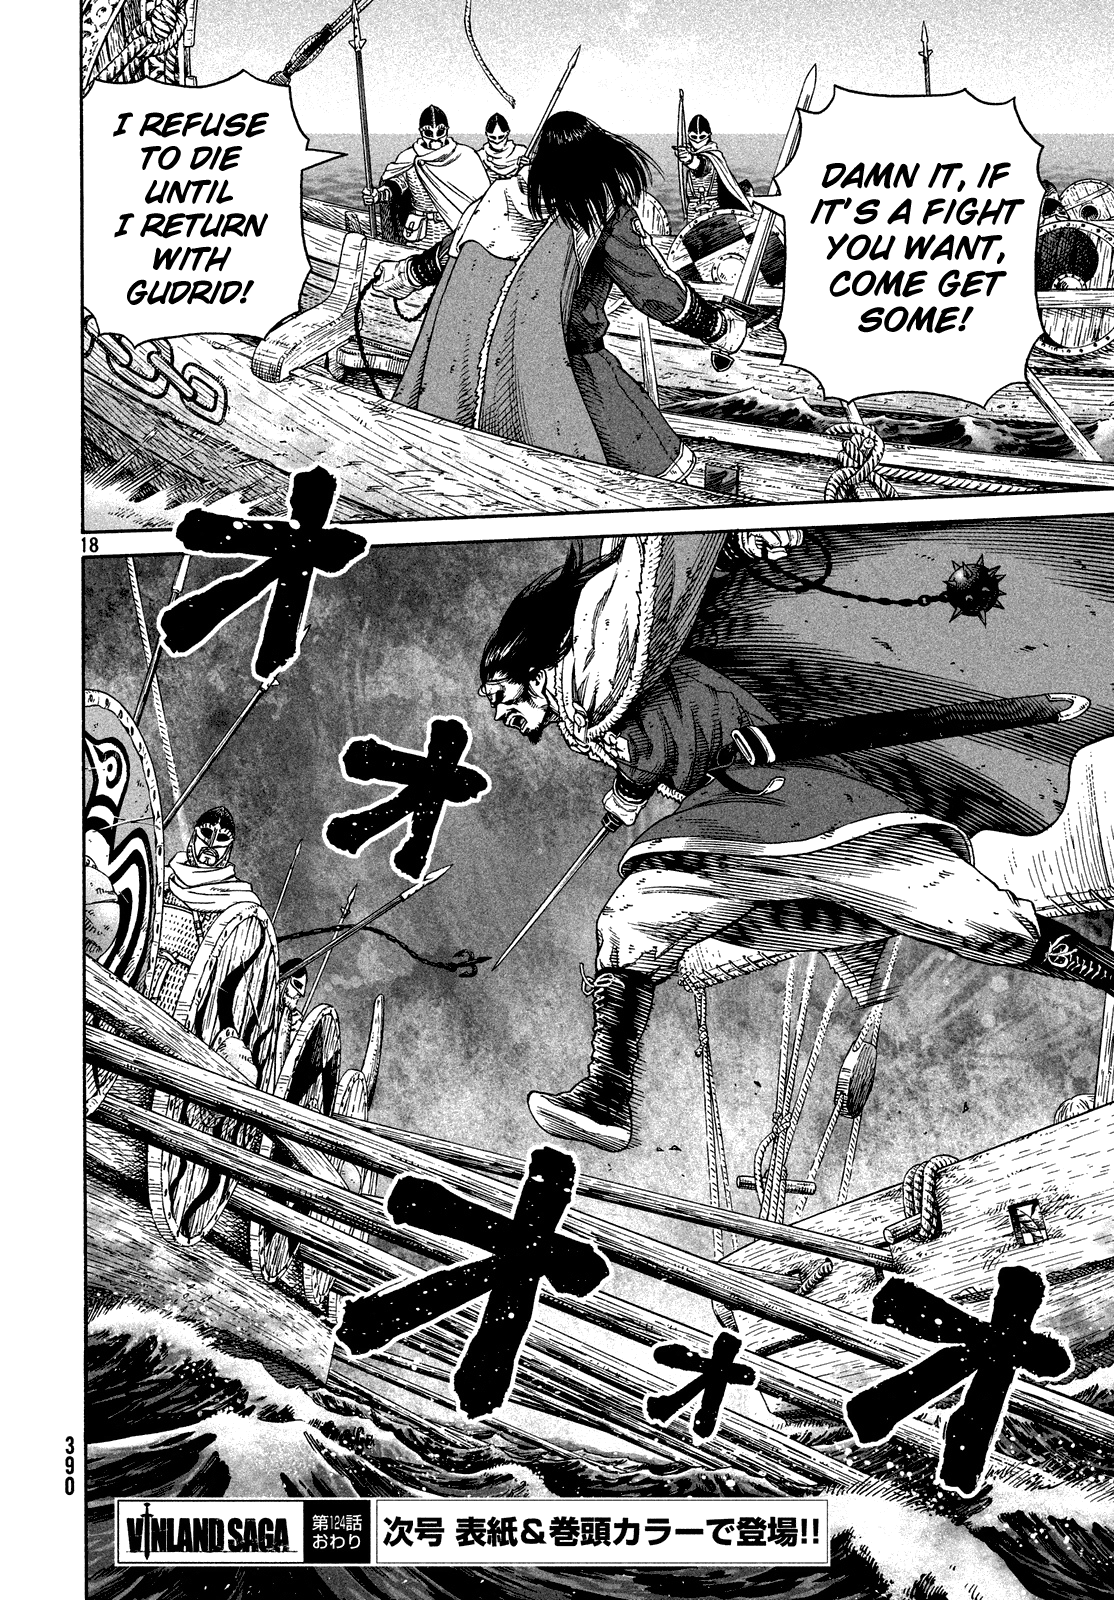 DAMN IT, IF
IT'S A FIGHT
YOU WANT,
COME GET
SOME!
I REFUSE
TO DIE
UNTIL
I RETURN
WITH
GUDRID!
18
オ
オ
オ
オ
オ
390
VINLAND SAGA
第124話
おわり
次号 表紙&巻頭カラーで登場!!